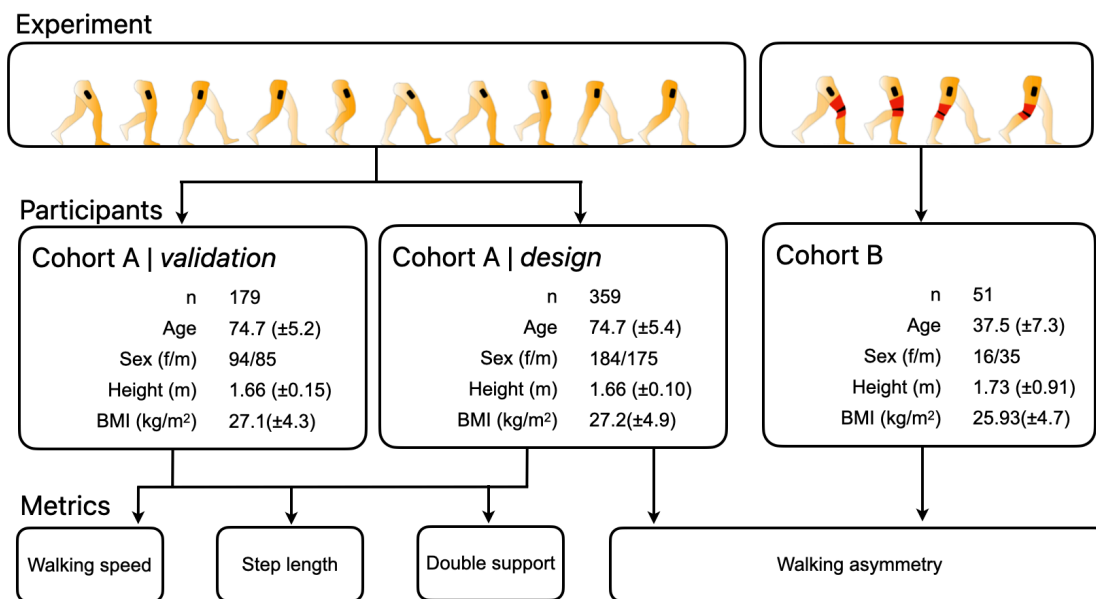 Experiment
Participants
Cohort A | validation
n 179
Age 74.7 (±5.2)
Sex (f/m) 94/85
Height (m) 1.66 (±0.15)
BMI (kg/m²) 27.1(±4.3)
Cohort A | design
n 359
Age 74.7 (±5.4)
Sex (f/m) 184/175
Height (m) 1.66 (±0.10)
BMI (kg/m²) 27.2(±4.9)
Cohort B
n 51
Age 37.5 (±7.3)
Sex (f/m) 16/35
Height (m) 1.73 (±0.91)
BMI (kg/m²) 25.93(±4.7)
Metrics
Walking speed
Step length
Double support
Walking asymmetry